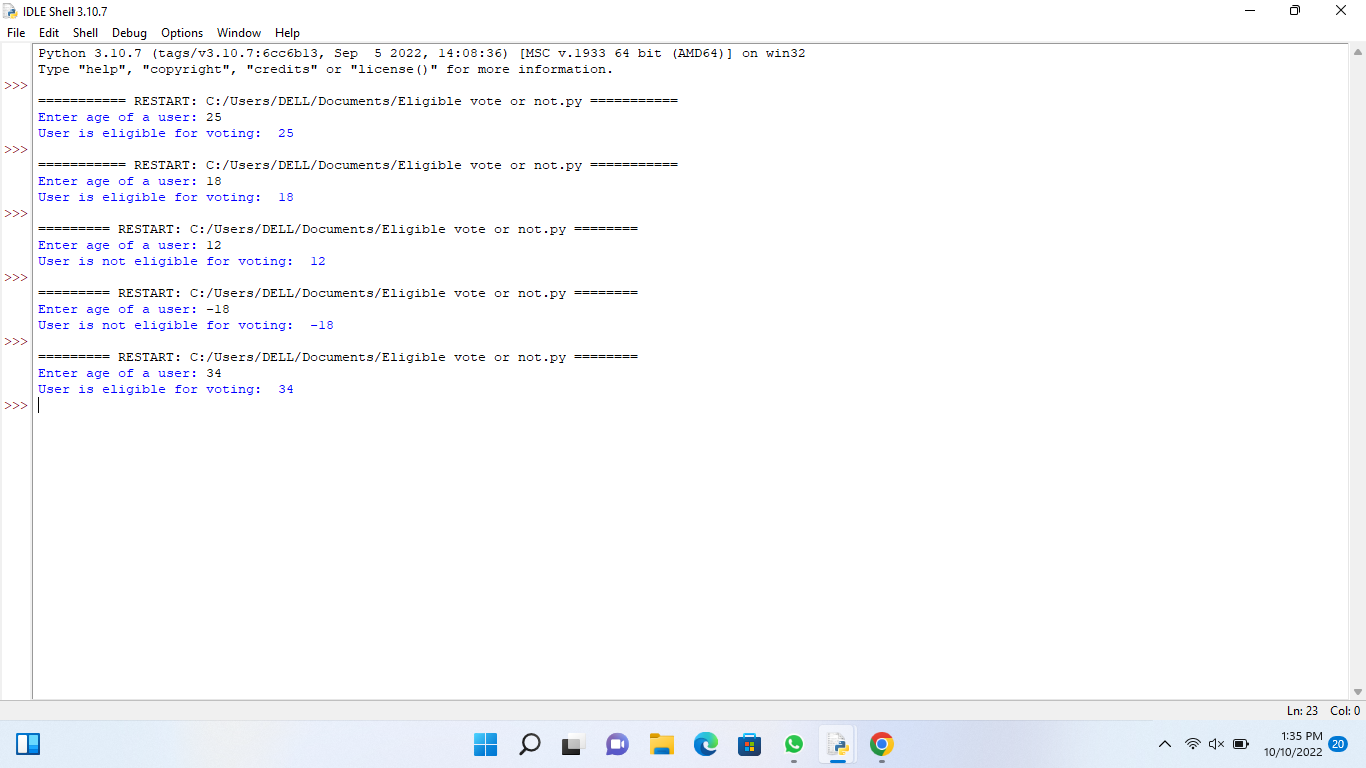 IDLE Shell 3.10.7
File Edit Shell Debug Options Window Help
Python 3.10.7 (tags/v3.10.7:6cc6b13, Sep  5 2022, 14:08:36) [MSC v.1933 64 bit (AMD64)] on win32
Type "help", "copyright", "credits" or "license()" for more information.
>>>
=========== RESTART: C:/Users/DELL/Documents/Eligible vote or not.py ===========
Enter age of a user: 25
User is eligible for voting:  25
>>>
=========== RESTART: C:/Users/DELL/Documents/Eligible vote or not.py ===========
Enter age of a user: 18
User is eligible for voting:  18
>>>
========= RESTART: C:/Users/DELL/Documents/Eligible vote or not.py ========
Enter age of a user: 12
User is not eligible for voting:  12
>>>
========= RESTART: C:/Users/DELL/Documents/Eligible vote or not.py ========
Enter age of a user: -18
User is not eligible for voting:  -18
>>>
========= RESTART: C:/Users/DELL/Documents/Eligible vote or not.py ========
Enter age of a user: 34
User is eligible for voting:  34
>>>
Ln: 23 Col: 0
1:35 PM
10/10/2022 20